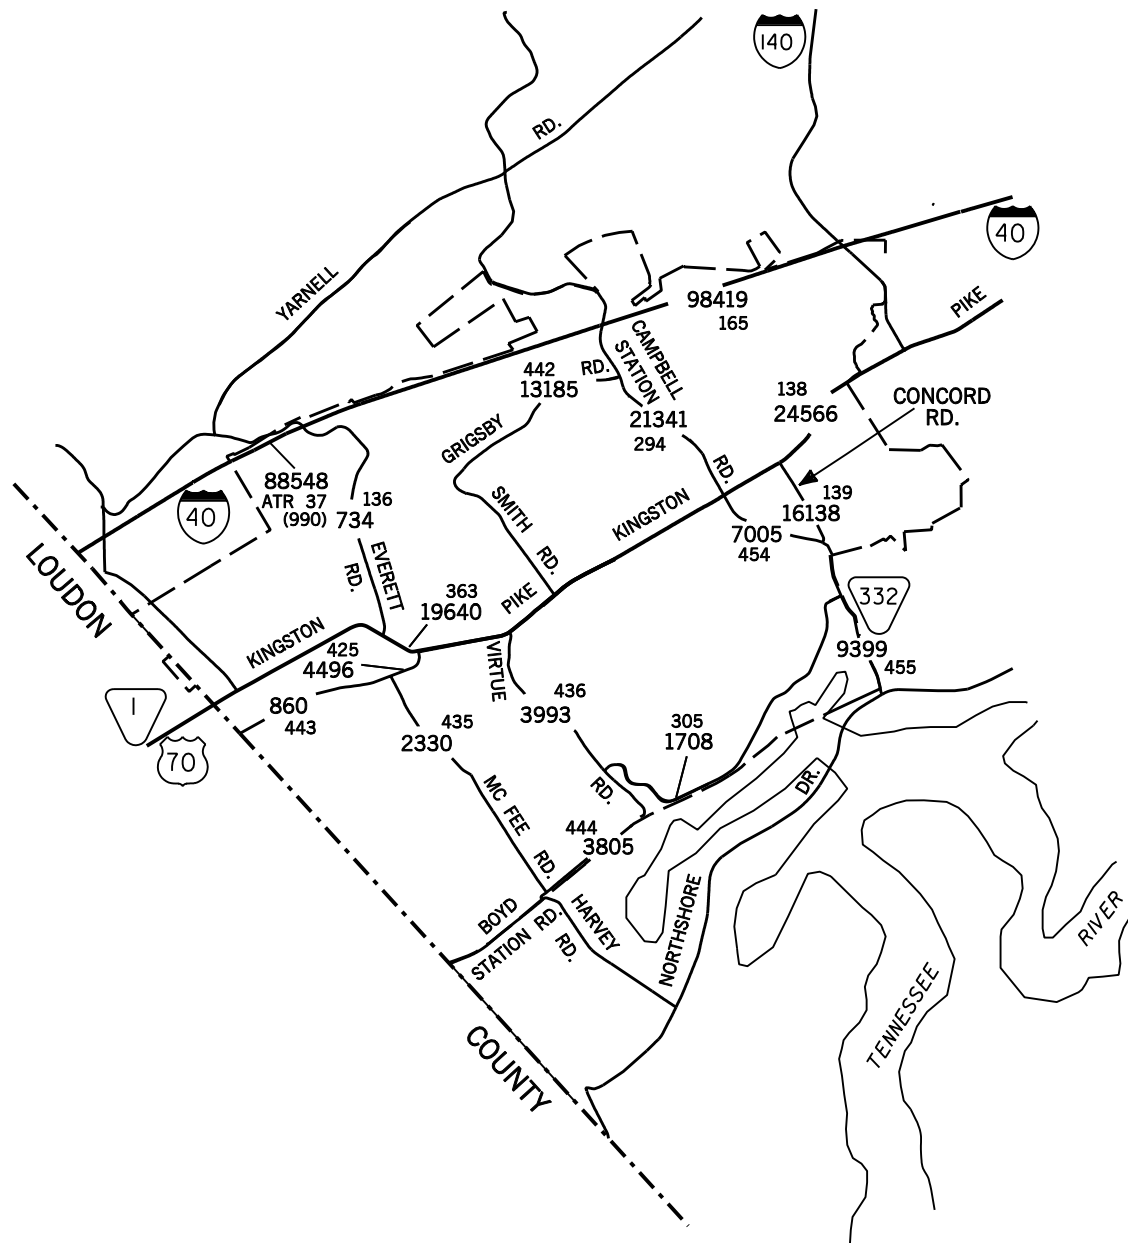 140
RD.
40
YARNELL
98419
165
PIKE
CAMPBELL
STATION
442
13185
RD.
138
24566
CONCORD
RD.
21341
294
GRIGSBY
RD.
88548
ATR 37
(990)
136
734
40
SMITH
KINGSTON
139
16138
7005
454
LOUDON
EVERETT
RD.
RD.
363
19640
PIKE
332
KINGSTON
425
4496
VIRTUE
9399
455
1
860
443
436
3993
435
2330
305
1708
70
MC FEE
RD.
DR.
444
3805
RD.
BOYD
STATION RD.
HARVEY
RD.
NORTHSHORE
RIVER
TENNESSEE
COUNTY